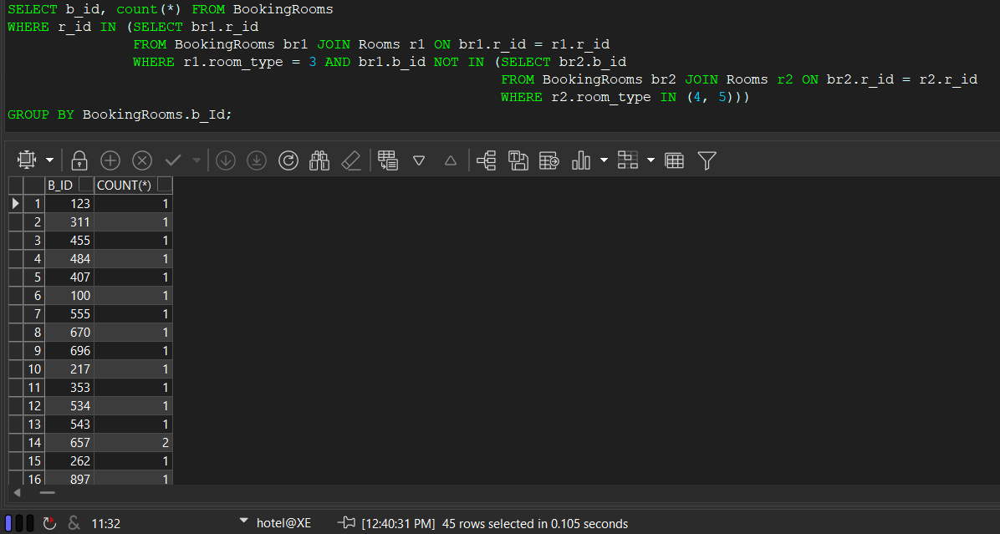 SELECT b_id, count(*) FROM BookingRooms
WHERE r_id IN (SELECT br1.r_id
FROM BookingRooms br1 JOIN Rooms r1 ON br1.r_id = r1.r_id
WHERE r1.room_type = 3 AND br1.b_id NOT IN (SELECT br2.b_id
FROM BookingRooms br2 JOIN Rooms r2 ON br2.r_id = r2.r_id
WHERE r2.room_type IN (4, 5)))
GROUP BY BookingRooms.b_Id;
B_ID COUNT(*)
1 123 1
2 311 1
3 455 1
4 484 1
5 407 1
6 100 1
7 555 1
8 670 1
9 696 1
10 217 1
11 353 1
12 534 1
13 543 1
14 657 2
15 262 1
16 897 1
& 11:32 hotel@XE [12:40:31 PM] 45 rows selected in 0.105 seconds